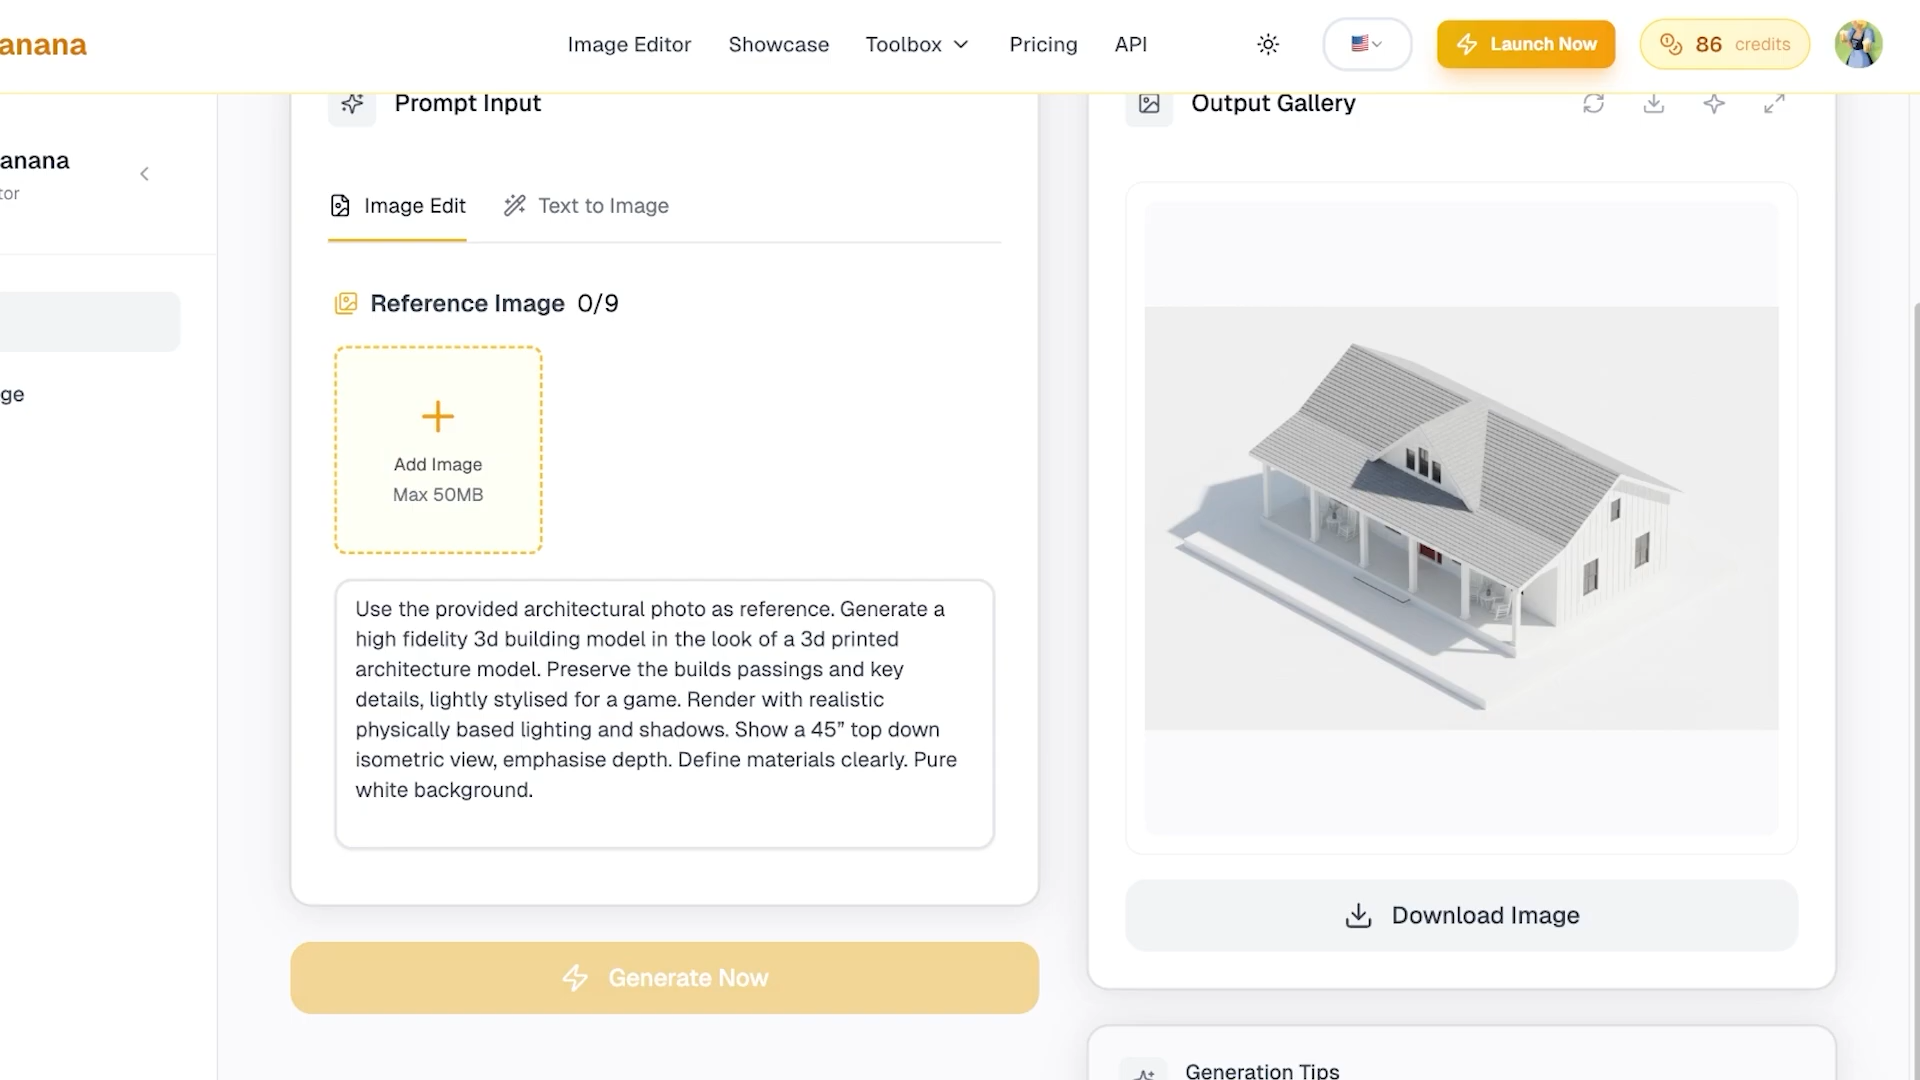 anana
Image Editor
Showcase
Toolbox
Pricing
API
Launch Now
86 credits
anana
tor
ge
Prompt Input
Image Edit
Text to Image
Reference Image 0/9
Add Image
Max 50MB
Use the provided architectural photo as reference. Generate a
high fidelity 3d building model in the look of a 3d printed
architecture model. Preserve the builds passings and key
details, lightly stylised for a game. Render with realistic
physically based lighting and shadows. Show a 45” top down
isometric view, emphasise depth. Define materials clearly. Pure
white background.
Generate Now
Output Gallery
Download Image
Generation Tips